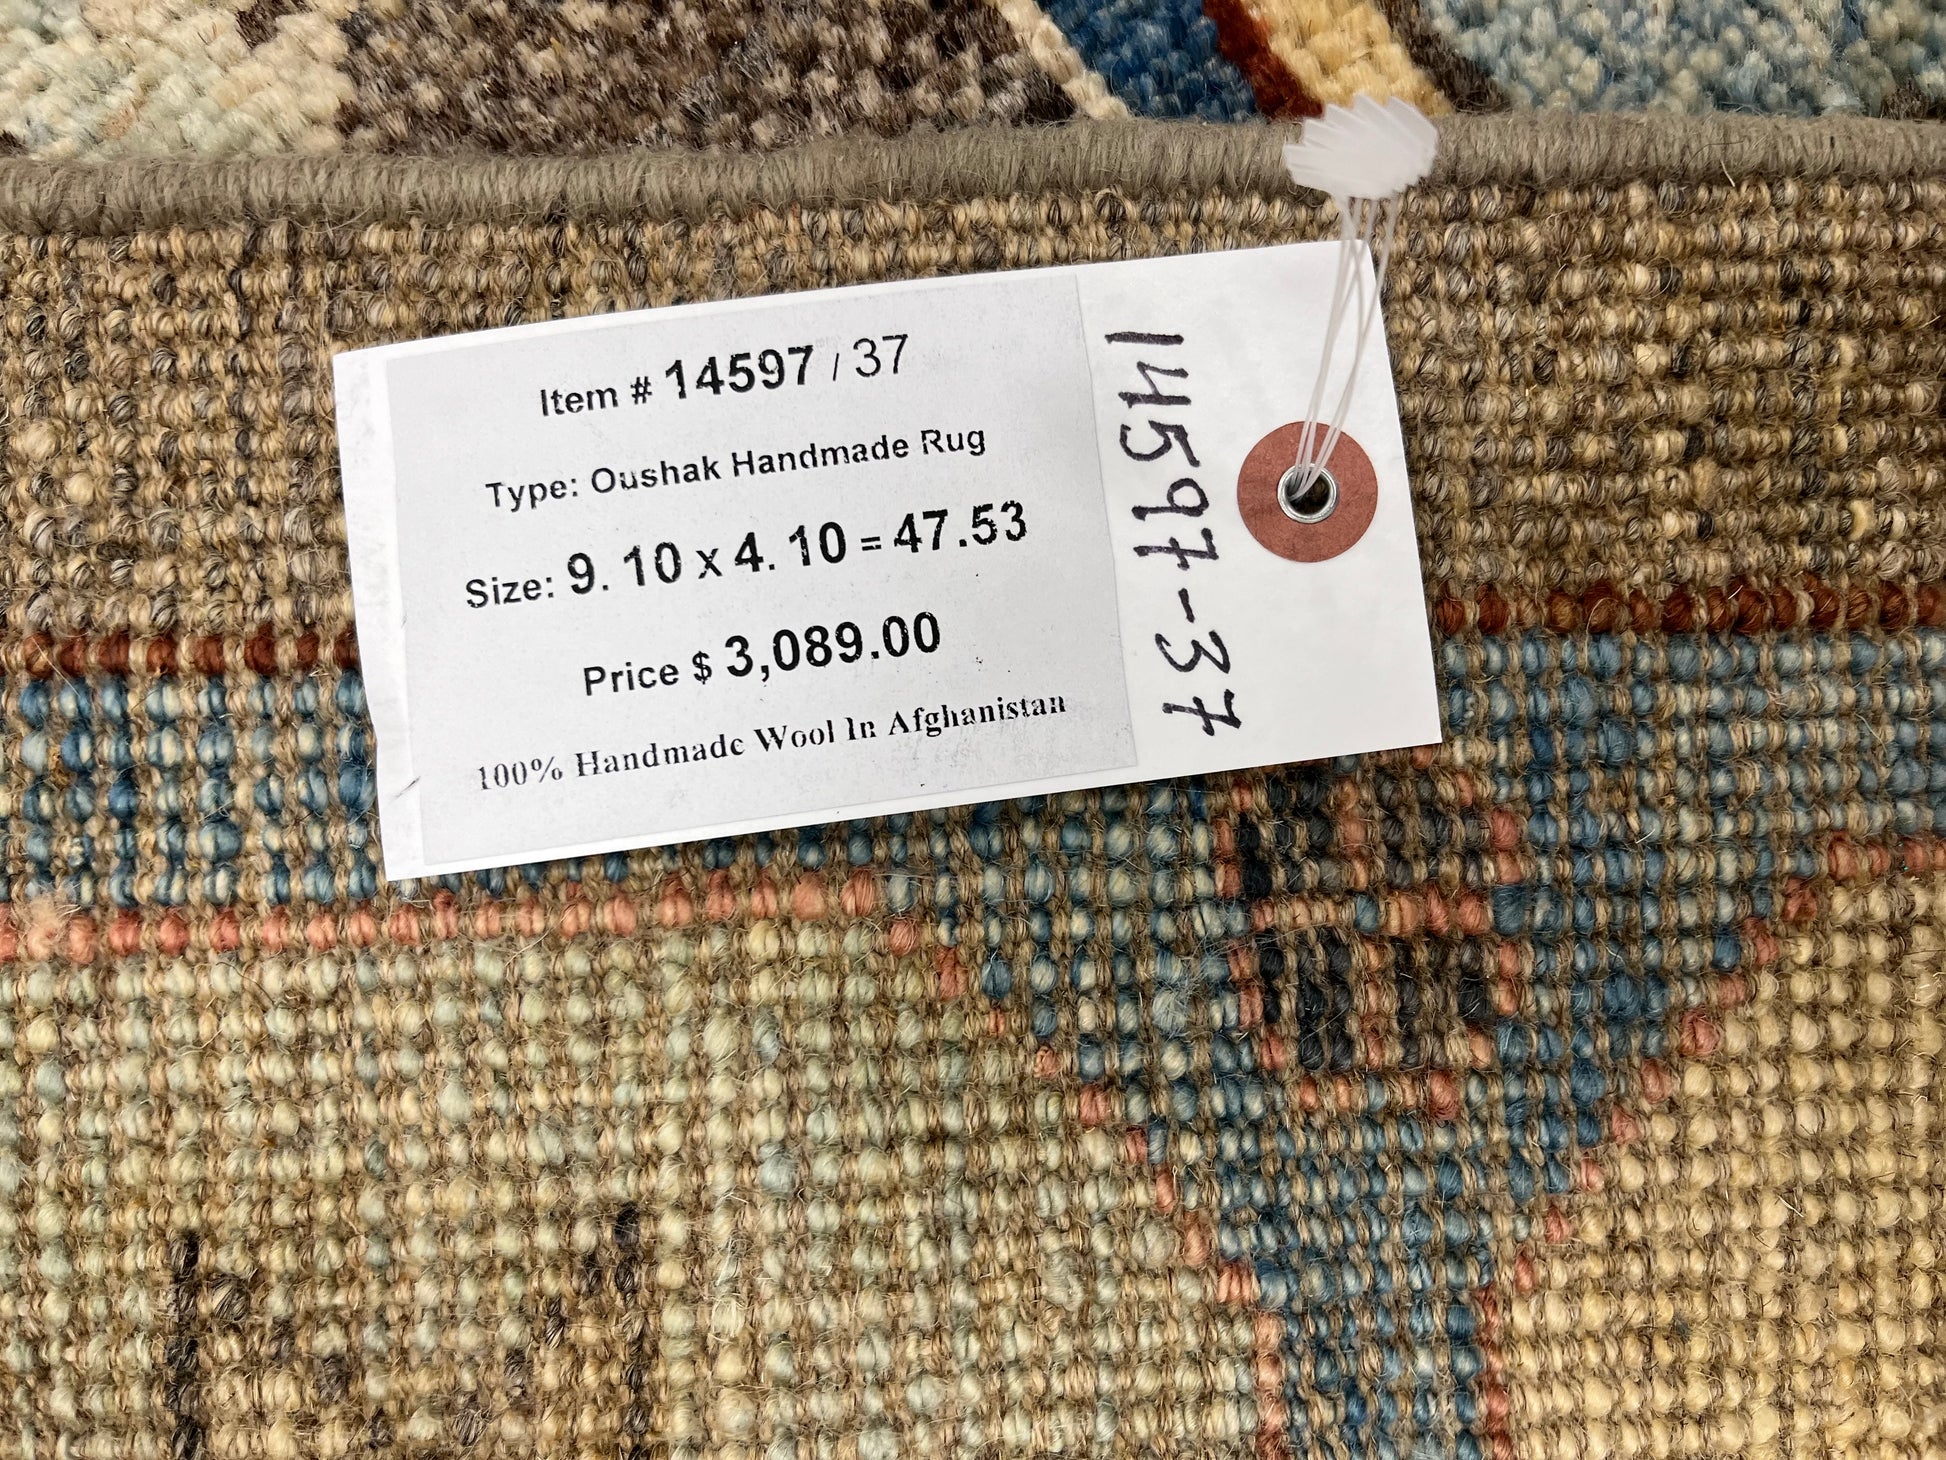 Item # 14597 / 37
Type: Oushak Handmade Rug
Size: 9. 10 x 4. 10 = 47.53
Price $ 3,089.00
100% Handmade Wool In Afghanistan
14597-37